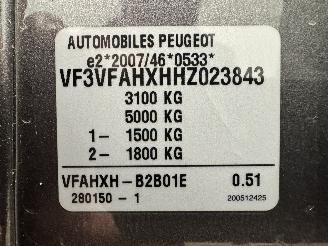 AUTOMOBILES PEUGEOT
e2*2007/46*0533*
VF3VFAHXHHZ023843
3100 KG
5000 KG
1- 1500 KG
2- 1800 KG
VFAHXH-B2B01E 0.51
280150-1 200512425